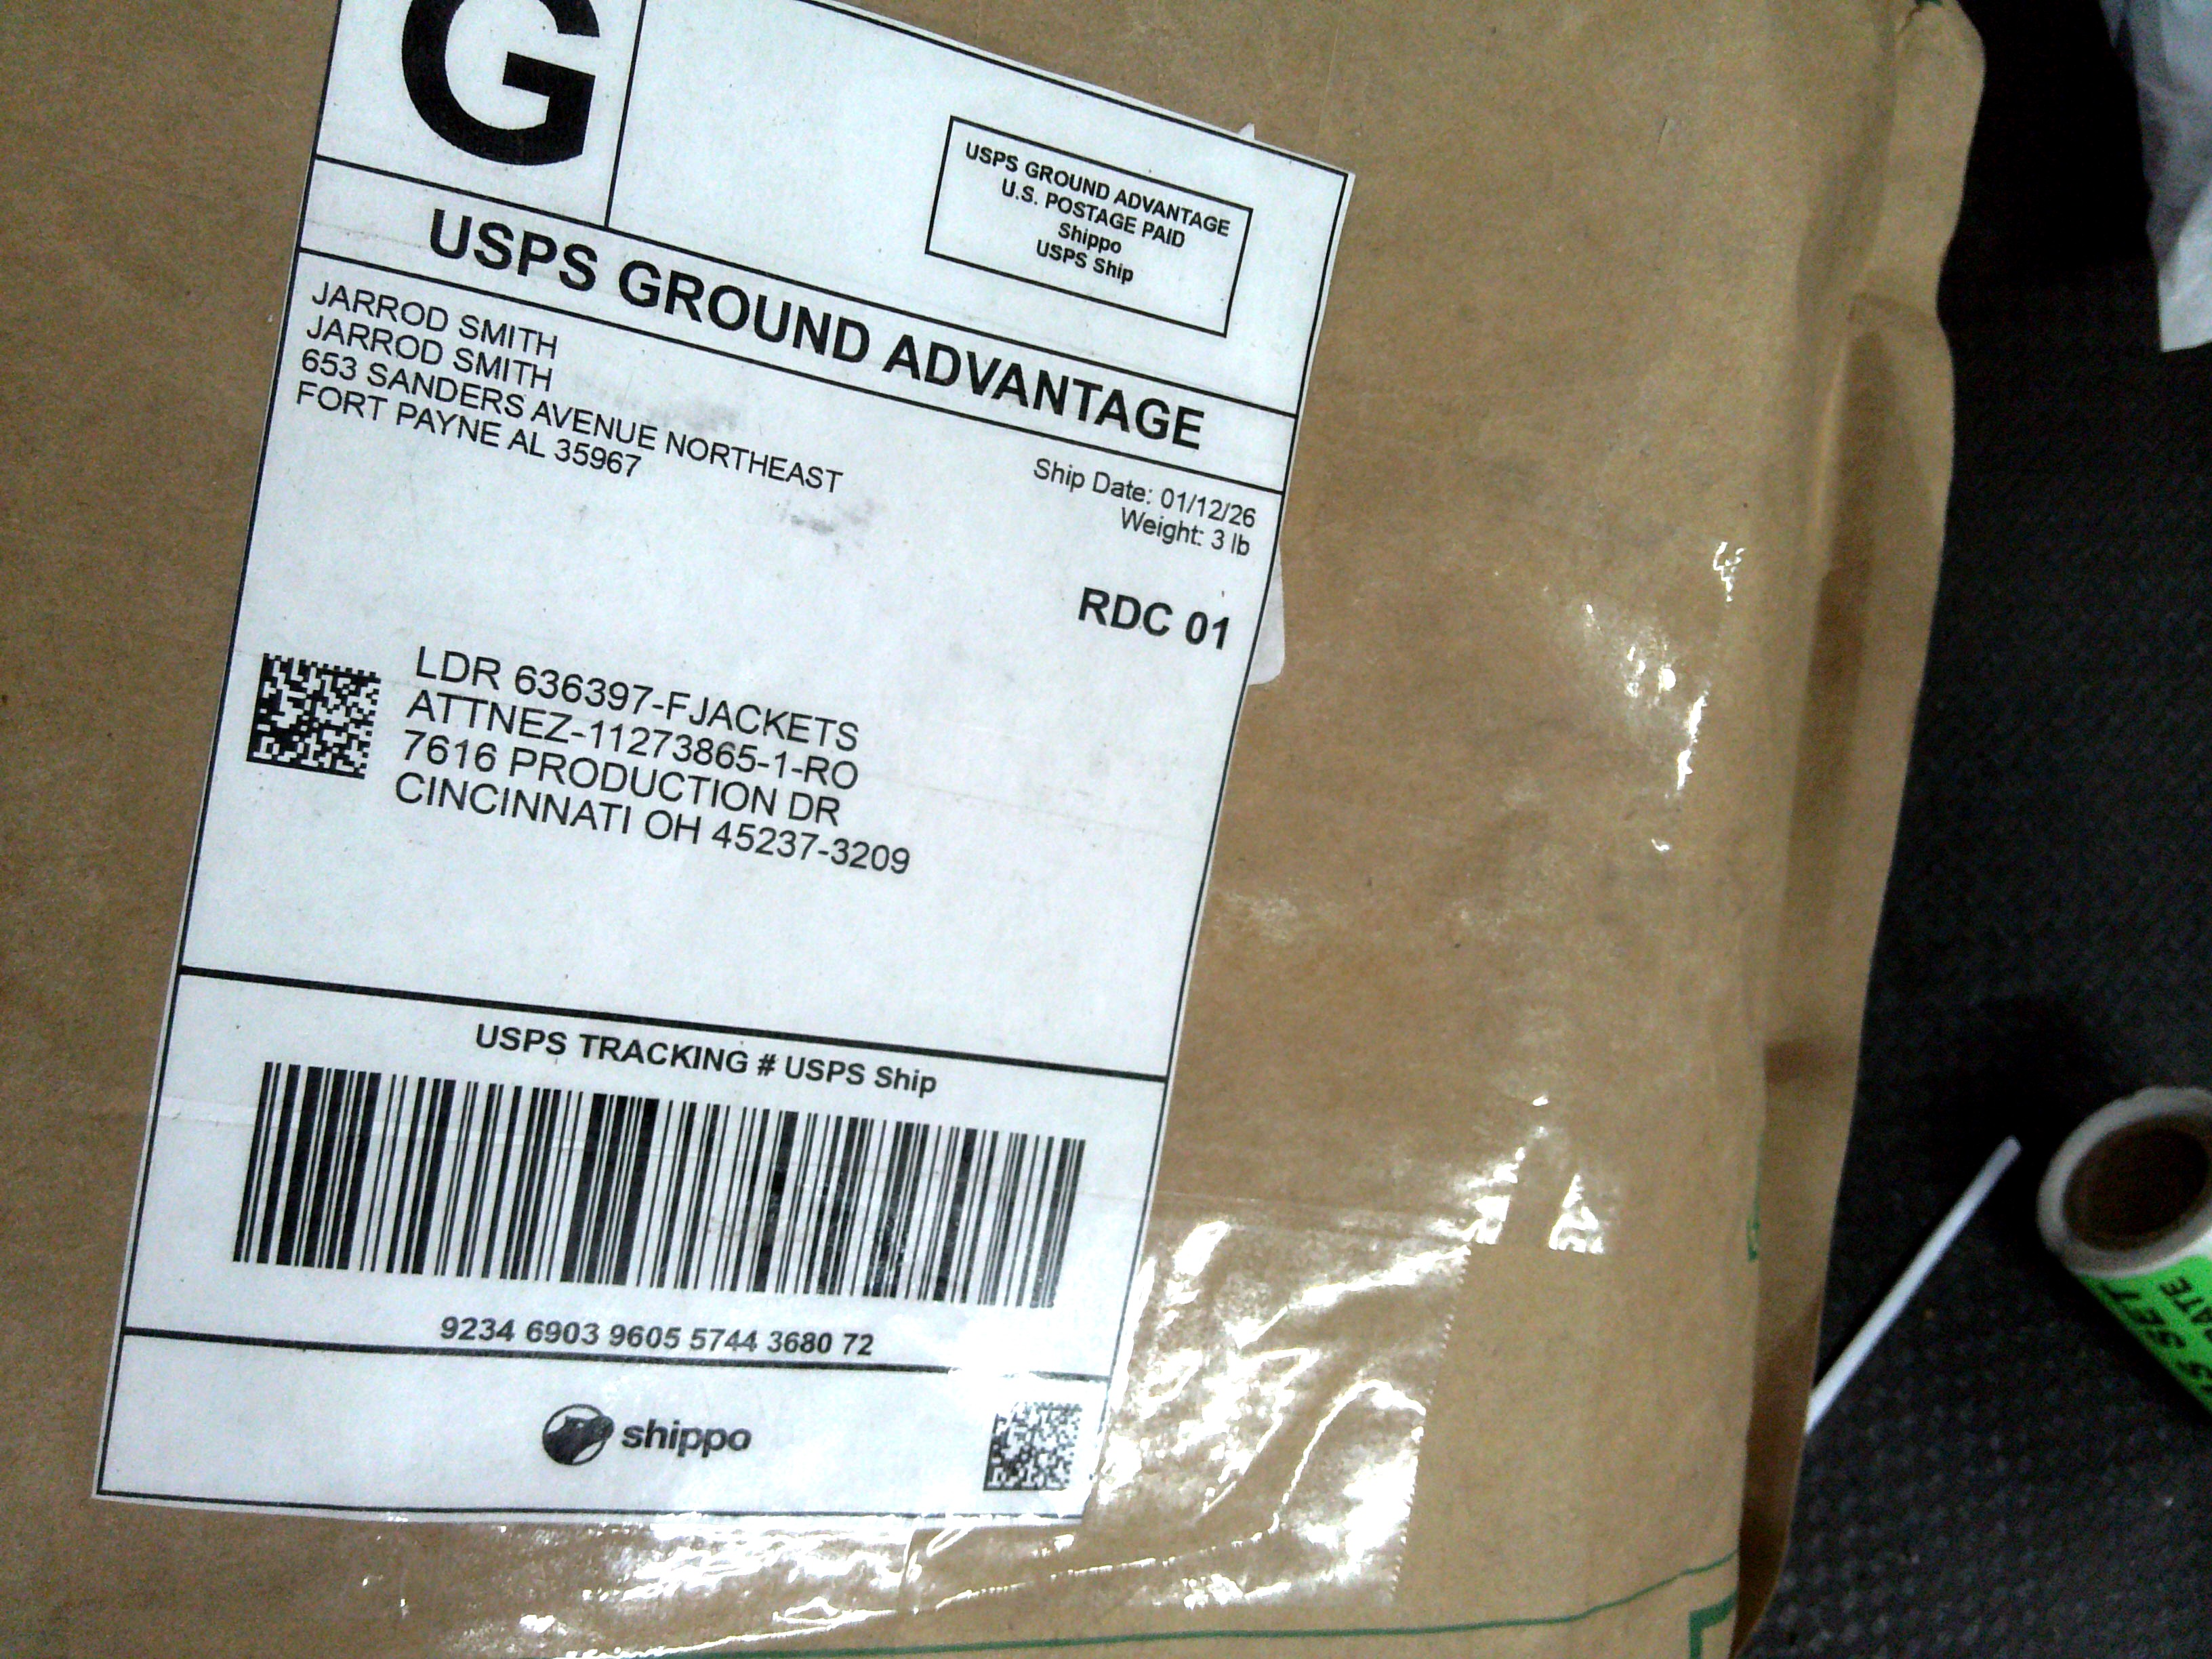 G
USPS GROUND ADVANTAGE
U.S. POSTAGE PAID
Shippo
USPS Ship
USPS GROUND ADVANTAGE
JARROD SMITH
JARROD SMITH
653 SANDERS AVENUE NORTHEAST
FORT PAYNE AL 35967
Ship Date: 01/12/26
Weight: 3 lb
RDC 01
LDR 636397-FJACKETS
ATTNEZ-11273865-1-RO
7616 PRODUCTION DR
CINCINNATI OH 45237-3209
USPS TRACKING # USPS Ship
9234 6903 9605 5744 3680 72
shippo